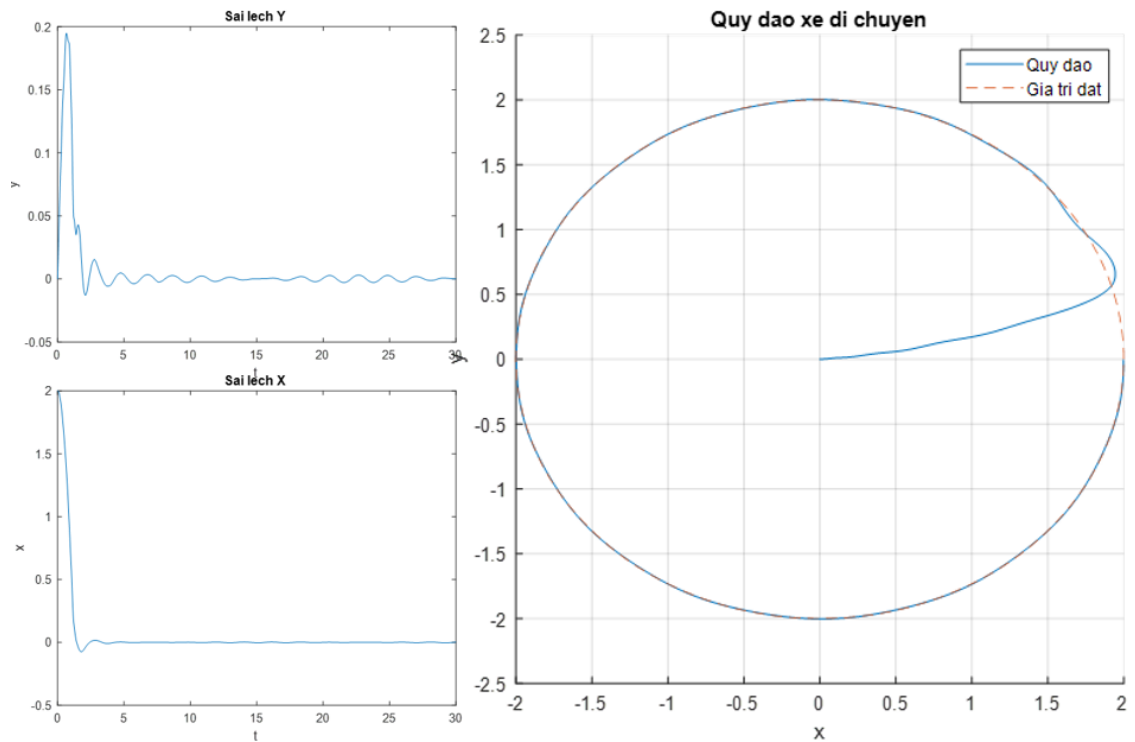 Sai lech Y
0.2
0.15
0.1
0.05
0
-0.05
y
0 5 10 15 20 25 30
t
Sai lech X
2
1.5
1
0.5
0
-0.5
x
0 5 10 15 20 25 30
t
Quy dao xe di chuyen
Quy dao
Gia tri dat
2.5
2
1.5
1
0.5
0
-0.5
-1
-1.5
-2
-2.5
y
-2 -1.5 -1 -0.5 0 0.5 1 1.5 2
x